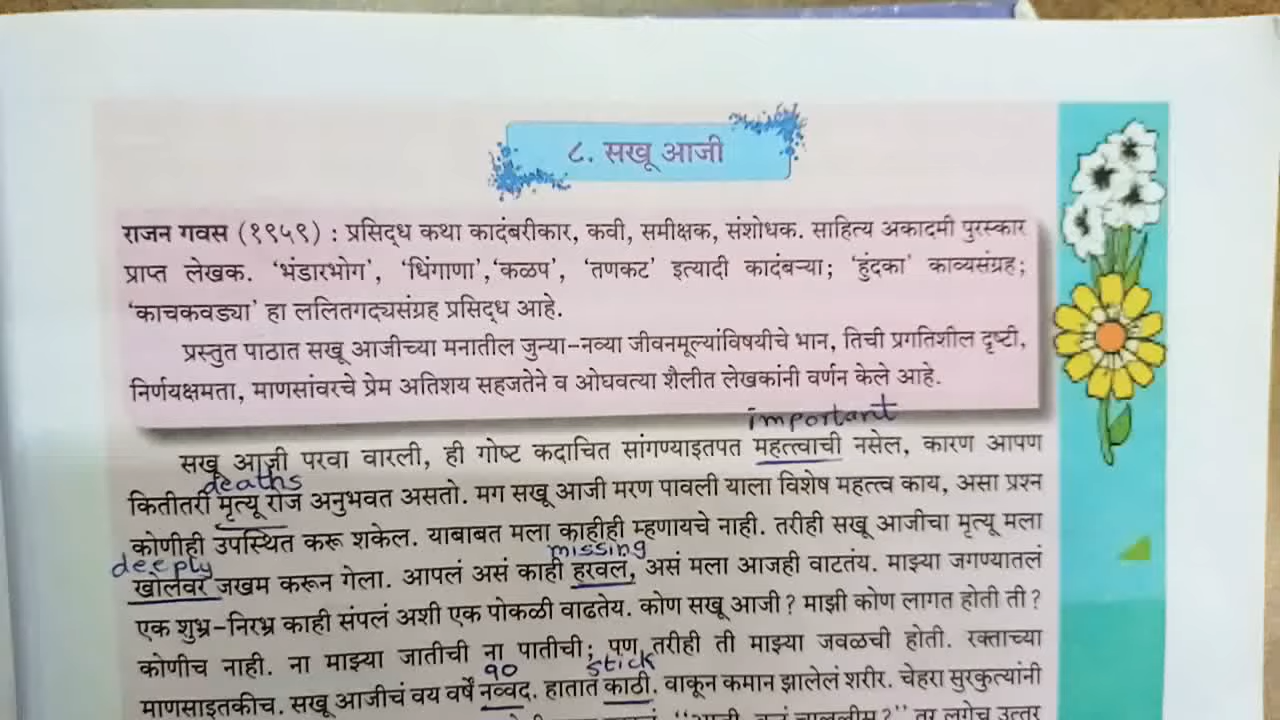 ८. सखू आजी
राजन गवस (१९५९) : प्रसिद्ध कथा कादंबरीकार, कवी, समीक्षक, संशोधक. साहित्य अकादमी पुरस्कार
प्राप्त लेखक. 'भंडारभोग', 'धिंगाणा','कळप', 'तणकट' इत्यादी कादंबऱ्या; 'हुंदका' काव्यसंग्रह;
'काचकवड्या' हा ललितगद्यसंग्रह प्रसिद्ध आहे.
प्रस्तुत पाठात सखू आजीच्या मनातील जुन्या-नव्या जीवनमूल्यांविषयीचे भान, तिची प्रगतिशील दृष्टी,
निर्णयक्षमता, माणसांवरचे प्रेम अतिशय सहजतेने व ओघवत्या शैलीत लेखकांनी वर्णन केले आहे.
important
सखू आजी परवा वारली, ही गोष्ट कदाचित सांगण्याइतपत महत्त्वाची नसेल, कारण आपण
deaths
कितीतरी मृत्यू रोज अनुभवत असतो. मग सखू आजी मरण पावली याला विशेष महत्त्व काय, असा प्रश्न
कोणीही उपस्थित करू शकेल. याबाबत मला काहीही म्हणायचे नाही. तरीही सखू आजीचा मृत्यू मला
deeply missing
खोलवर जखम करून गेला. आपलं असं काही हरवलं, असं मला आजही वाटतंय. माझ्या जगण्यातलं
एक शुभ्र-निरभ्र काही संपलं अशी एक पोकळी वाढतेय. कोण सखू आजी? माझी कोण लागत होती ती?
कोणीच नाही. ना माझ्या जातीची ना पातीची; पण तरीही ती माझ्या जवळची होती. रक्ताच्या
९० stick
माणसाइतकीच. सखू आजीचं वय वर्षें नव्वद. हातात काठी. वाकून कमान झालेलं शरीर. चेहरा सुरकुत्यांनी
तर लगेच उत्तर